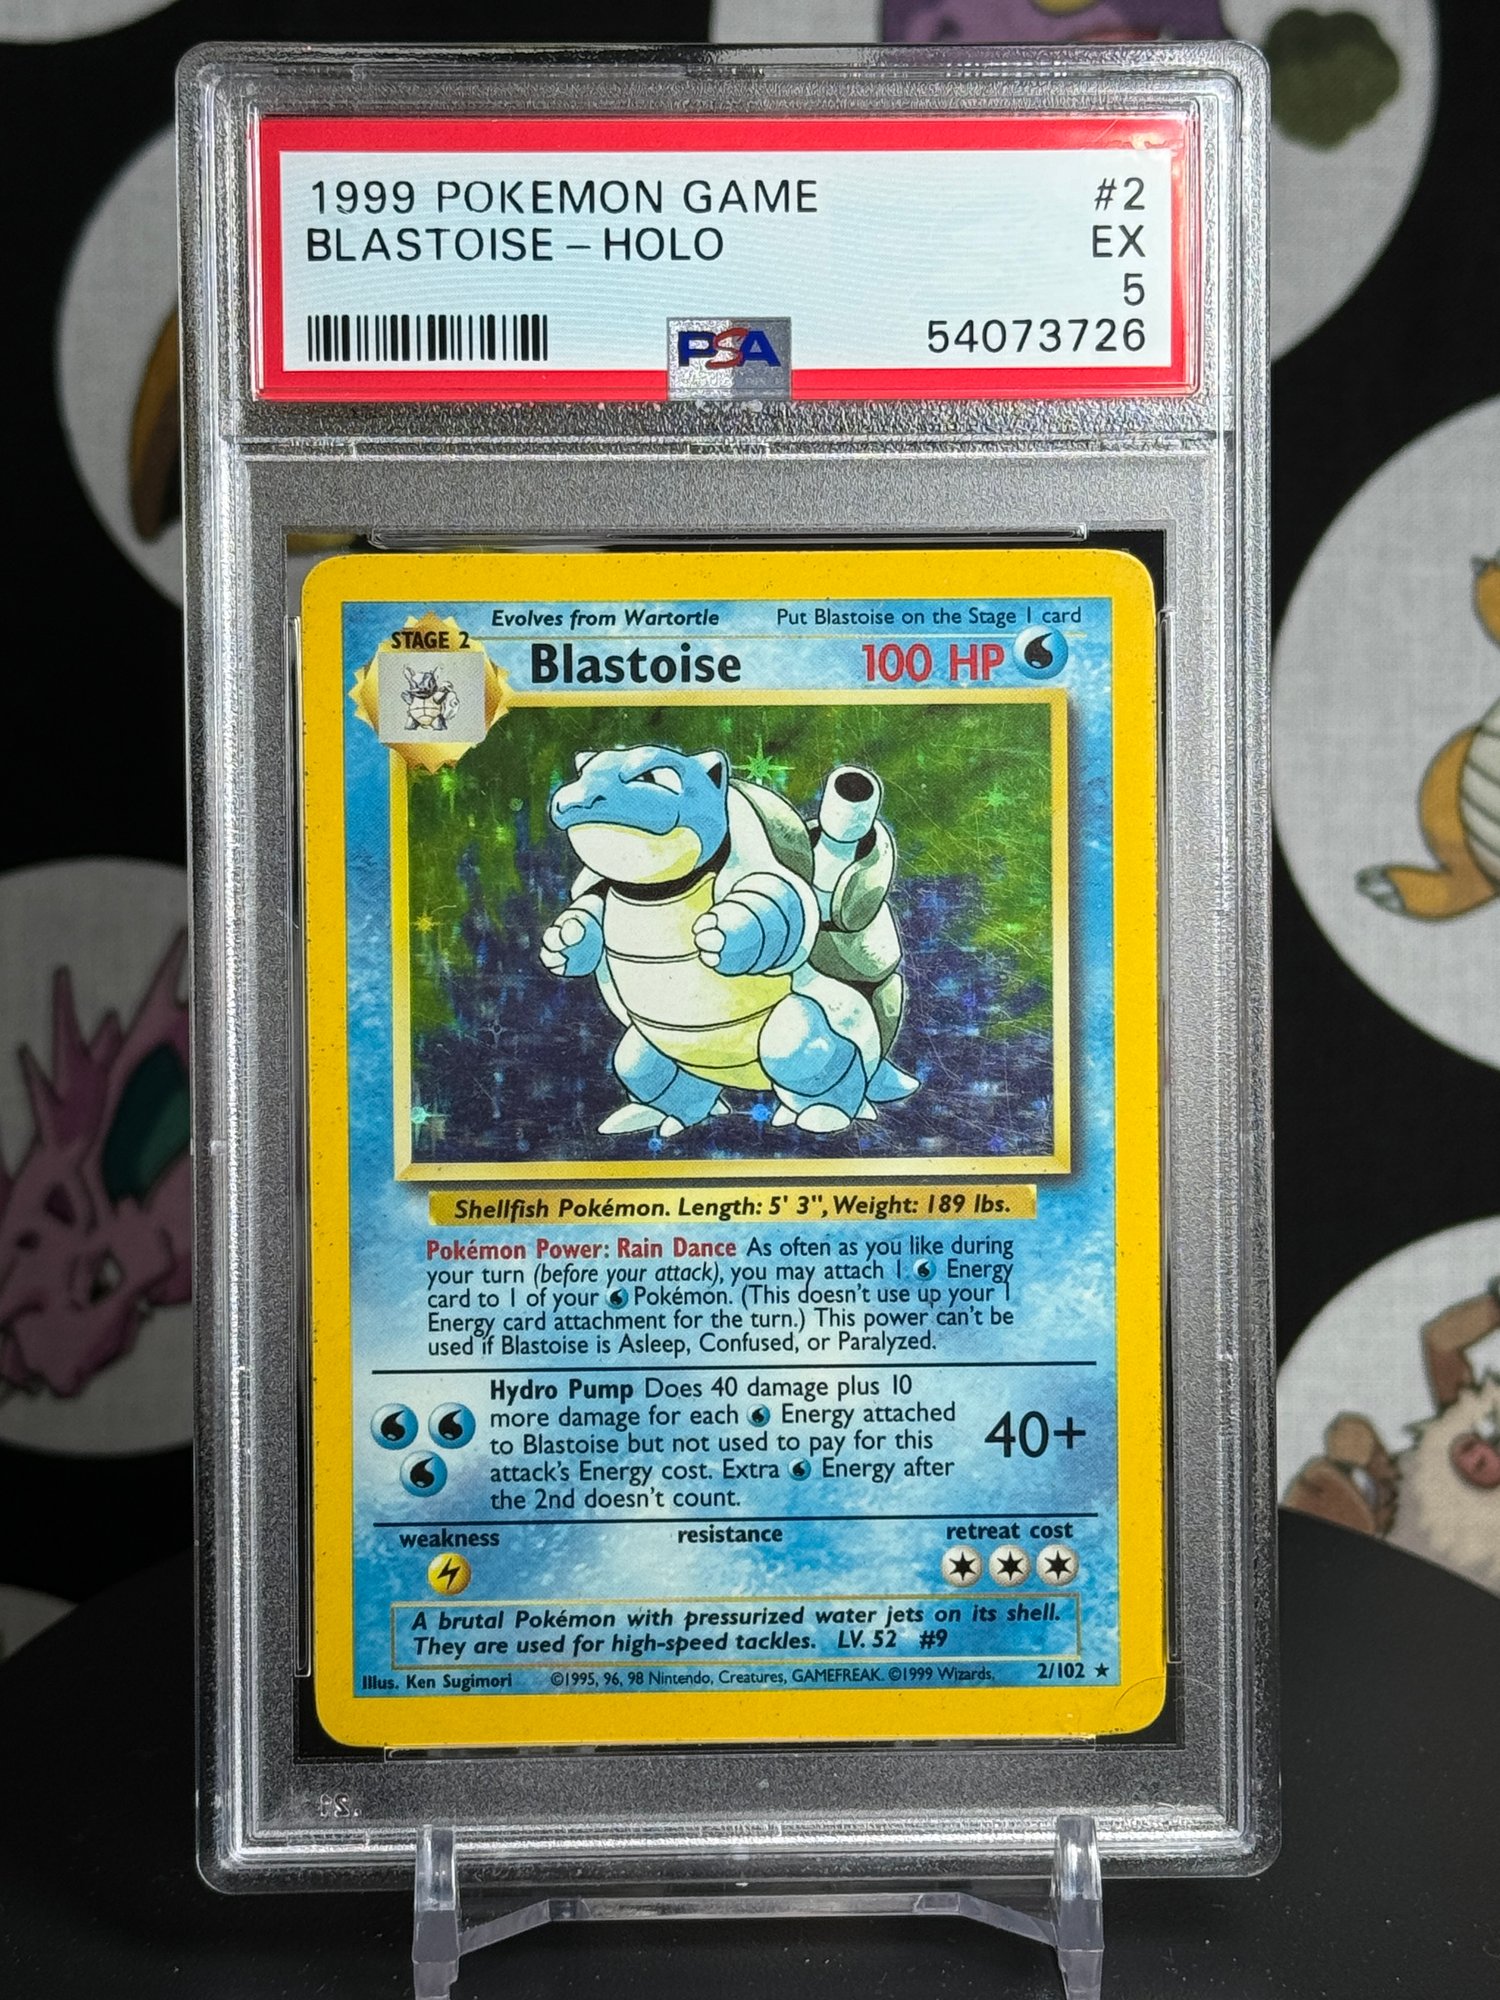 1999 POKEMON GAME #2
BLASTOISE - HOLO EX
5
54073726
PSA
Evolves from Wartortle Put Blastoise on the Stage 1 card
STAGE 2
Blastoise 100 HP
Shellfish Pokémon. Length: 5' 3", Weight: 189 lbs.
Pokémon Power: Rain Dance As often as you like during
your turn (before your attack), you may attach 1 Energy
card to 1 of your Pokémon. (This doesn't use up your 1
Energy card attachment for the turn.) This power can't be
used if Blastoise is Asleep, Confused, or Paralyzed.
Hydro Pump Does 40 damage plus 10
more damage for each Energy attached
to Blastoise but not used to pay for this
attack's Energy cost. Extra Energy after
the 2nd doesn't count.
40+
weakness resistance retreat cost
A brutal Pokémon with pressurized water jets on its shell.
They are used for high-speed tackles. LV. 52 #9
Illus. Ken Sugimori ©1995, 96, 98 Nintendo, Creatures, GAMEFREAK. ©1999 Wizards. 2/102 ★